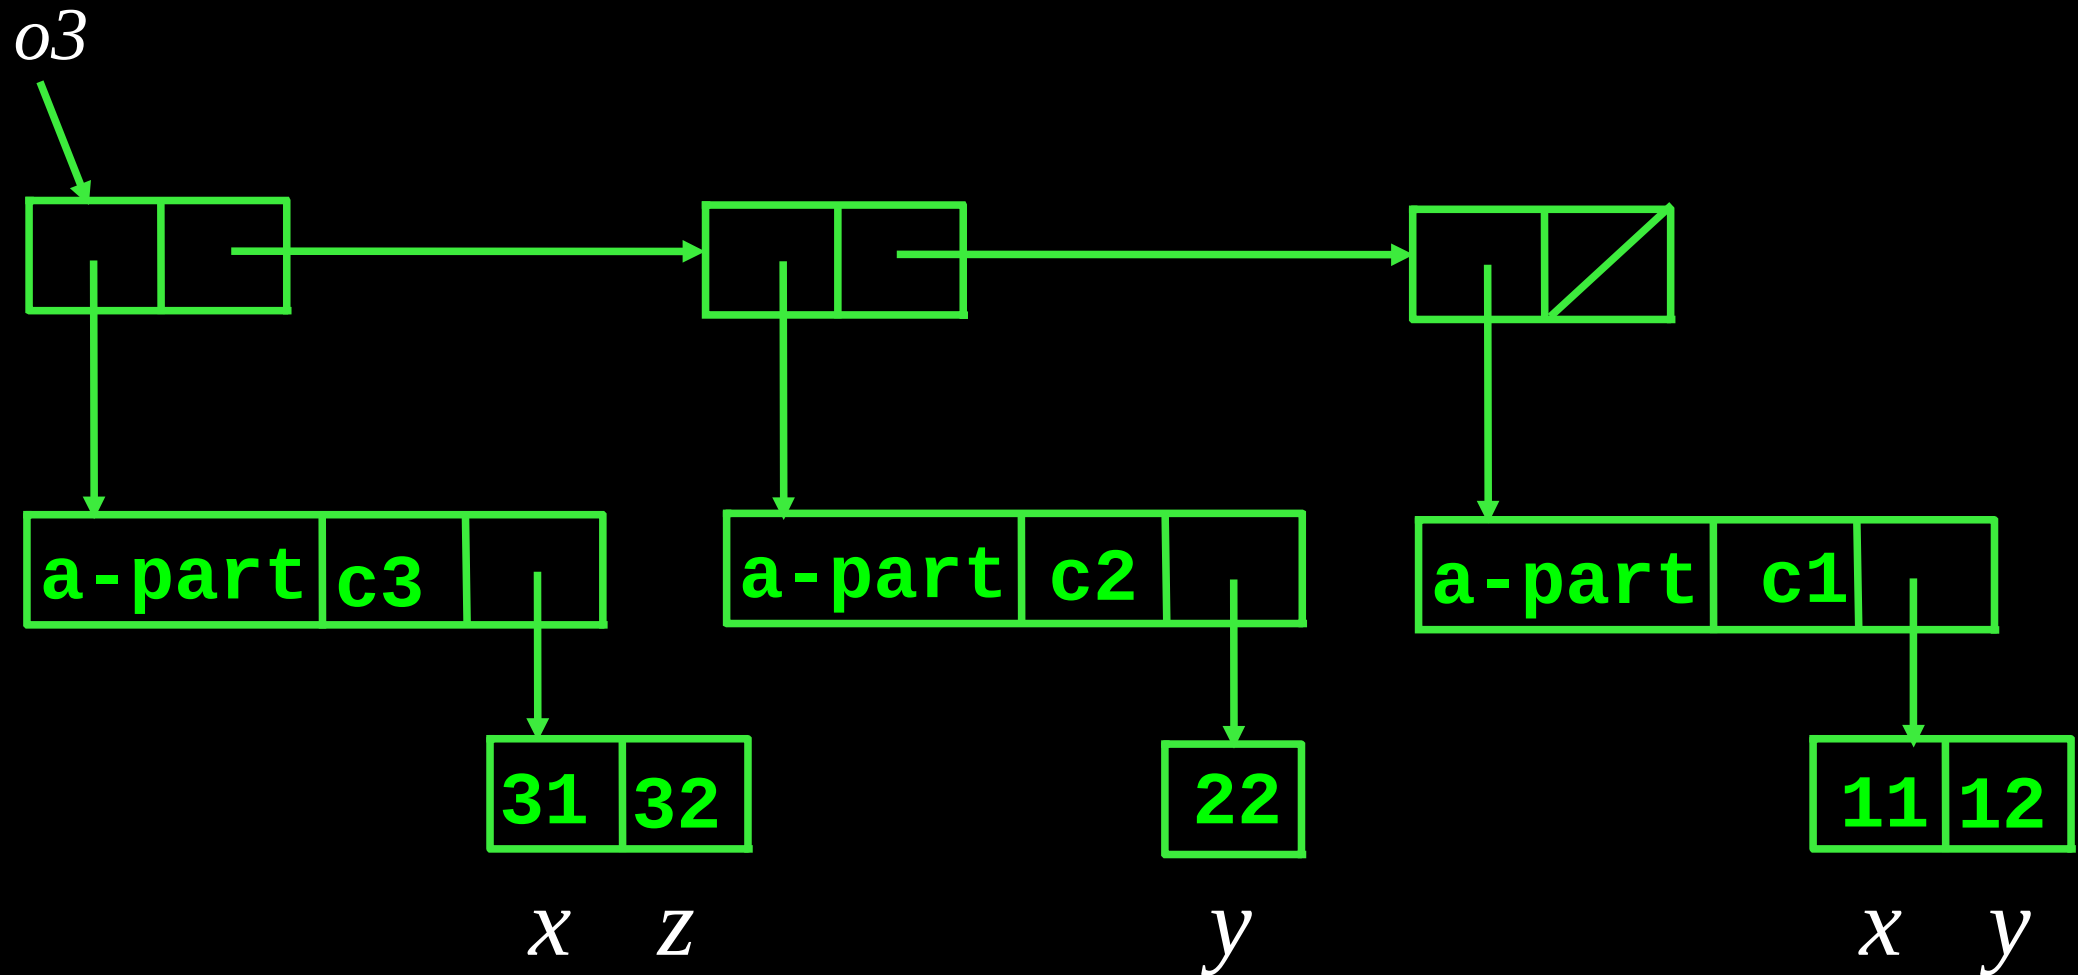 o3
a-part c3 a-part c2 a-part c1
31 32 22 11 12
x z y x y